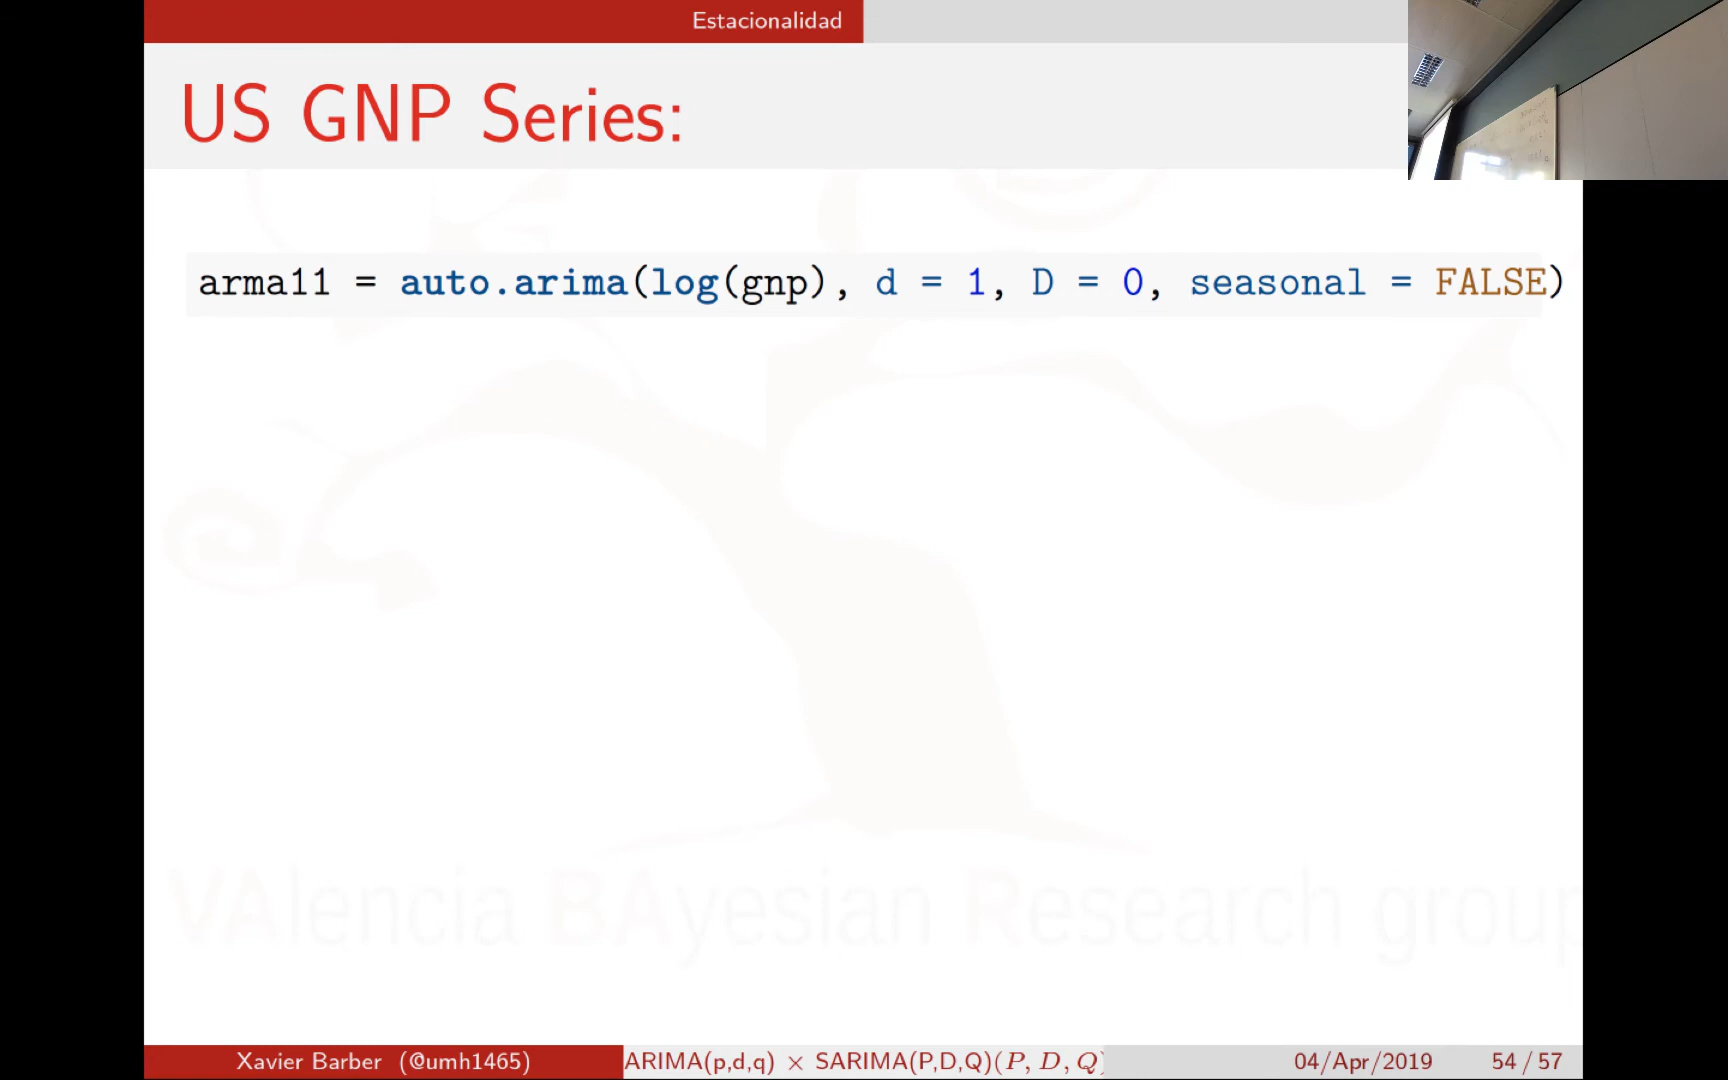 Estacionalidad
US GNP Series:
arma11 = auto.arima(log(gnp), d = 1, D = 0, seasonal = FALSE)
VAlencia BAyesian Research group
Xavier Barber (@umh1465) ARIMA(p,d,q) × SARIMA(P,D,Q)(P, D, Q) 04/Apr/2019 54 / 57